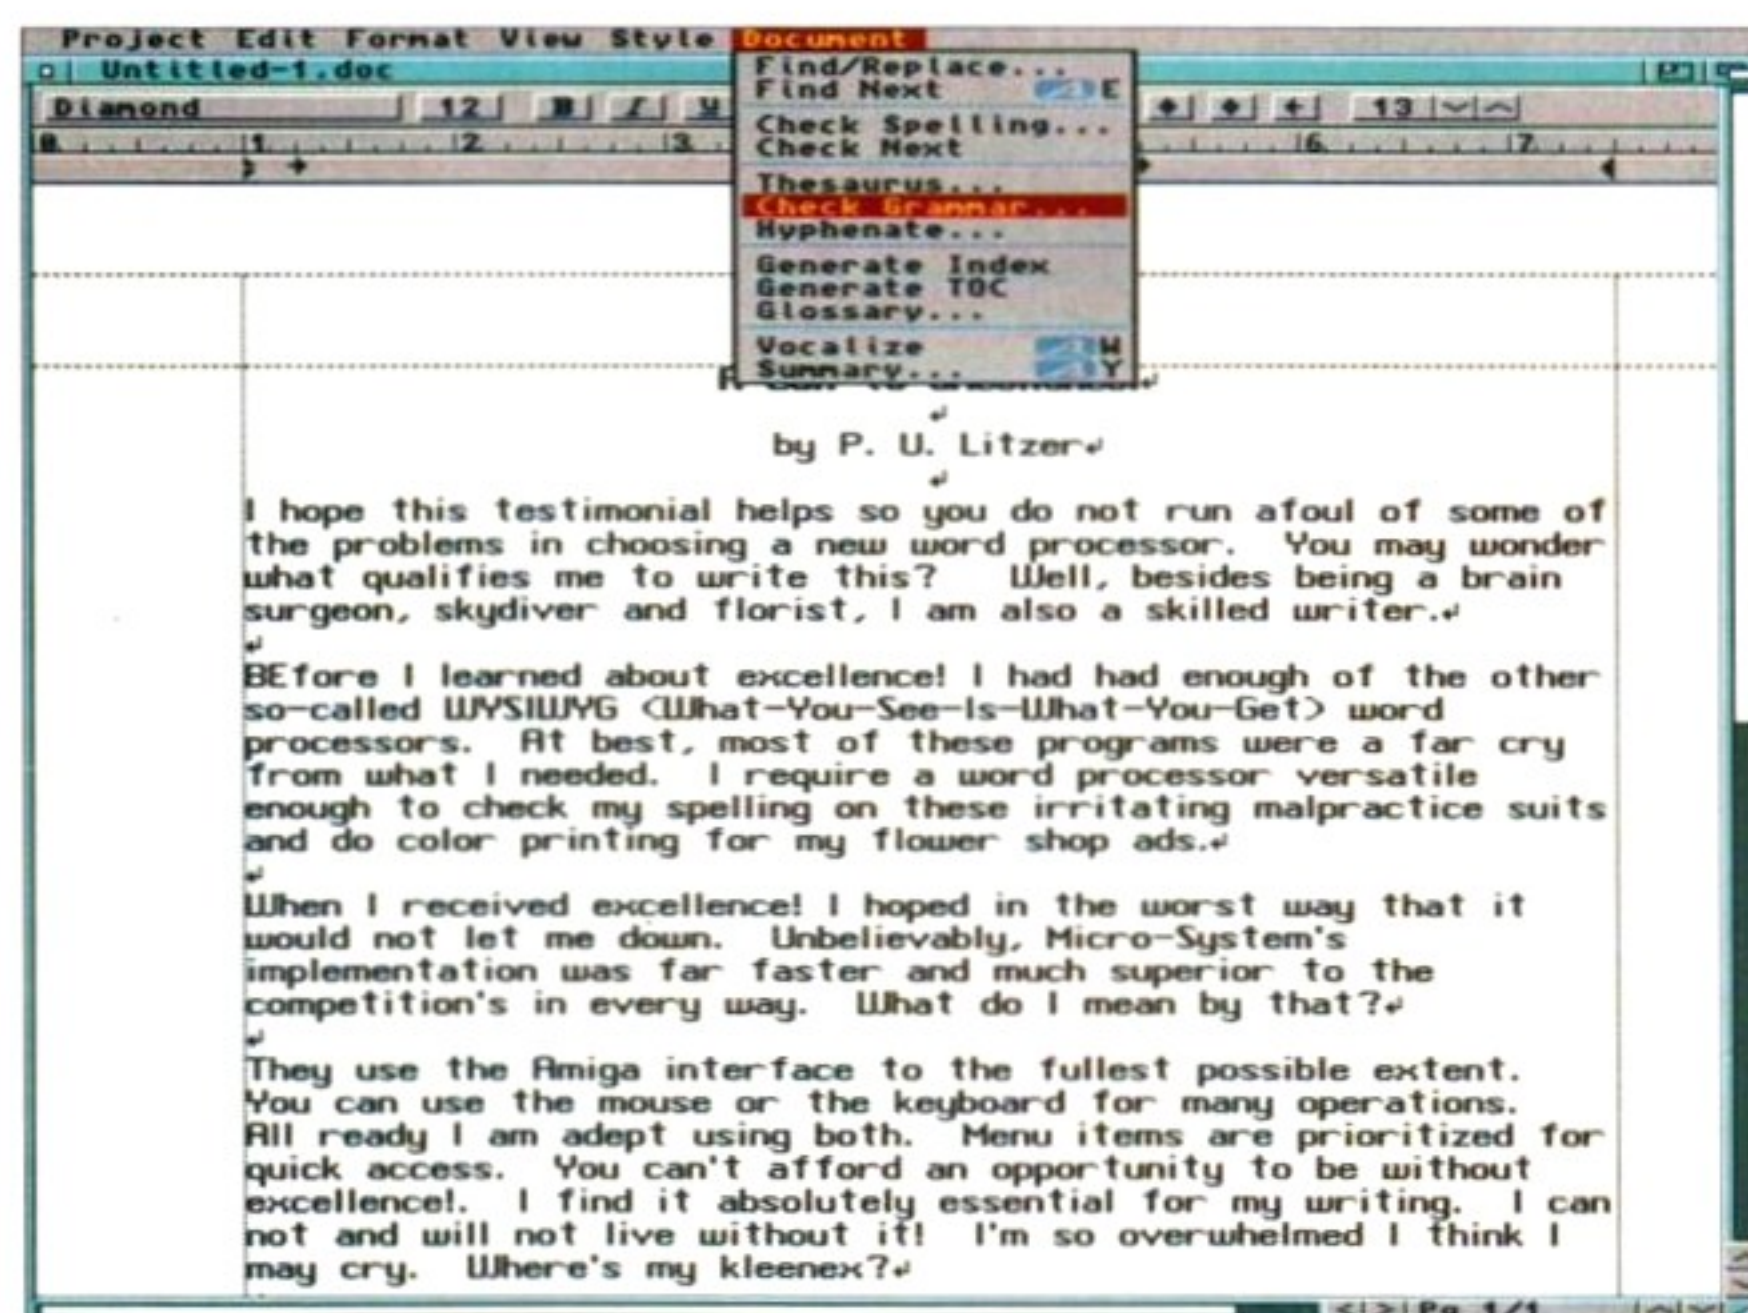 Project Edit Format View Style Document
Untitled-1.doc
Diamond 12 B I U 13
Find/Replace...
Find Next E
Check Spelling...
Check Next
Thesaurus...
Check Grammar...
Hyphenate...
Generate Index
Generate TOC
Glossary...
Vocalize W
Summary... Y
0 1 2 3 6 7
by P. U. Litzer
I hope this testimonial helps so you do not run afoul of some of
the problems in choosing a new word processor. You may wonder
what qualifies me to write this? Well, besides being a brain
surgeon, skydiver and florist, I am also a skilled writer.
BEfore I learned about excellence! I had had enough of the other
so-called WYSIWYG <What-You-See-Is-What-You-Get> word
processors. At best, most of these programs were a far cry
from what I needed. I require a word processor versatile
enough to check my spelling on these irritating malpractice suits
and do color printing for my flower shop ads.
When I received excellence! I hoped in the worst way that it
would not let me down. Unbelievably, Micro-System's
implementation was far faster and much superior to the
competition's in every way. What do I mean by that?
They use the Amiga interface to the fullest possible extent.
You can use the mouse or the keyboard for many operations.
All ready I am adept using both. Menu items are prioritized for
quick access. You can't afford an opportunity to be without
excellence!. I find it absolutely essential for my writing. I can
not and will not live without it! I'm so overwhelmed I think I
may cry. Where's my kleenex?
<|>| Pg 1/1